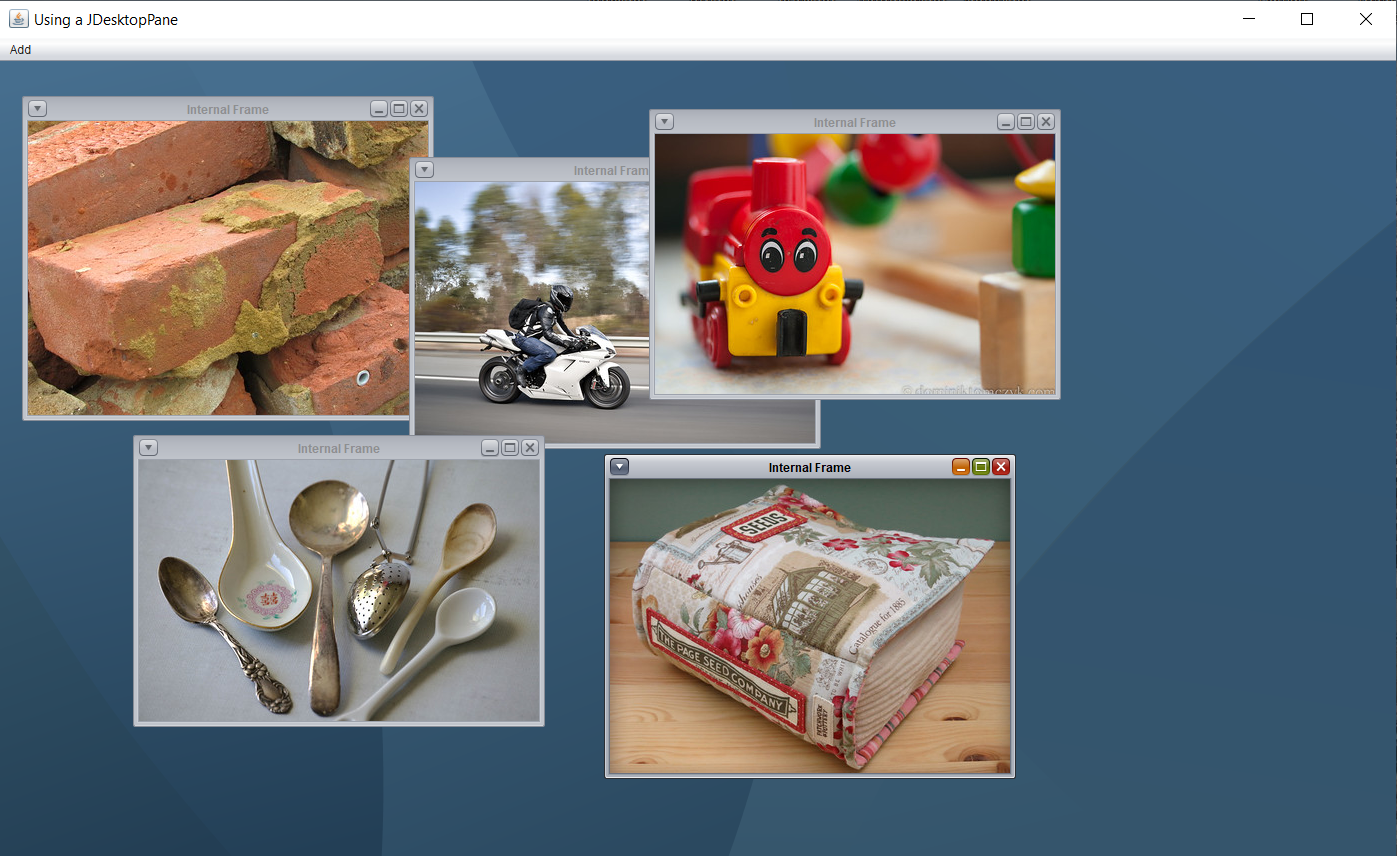 Using a JDesktopPane
Add
Internal Frame
Internal Fram
Internal Frame
© dominiktomczyk.com
Internal Frame
Internal Frame
SEEDS
Catalogue for 1885
THE PAGE SEED COMPANY